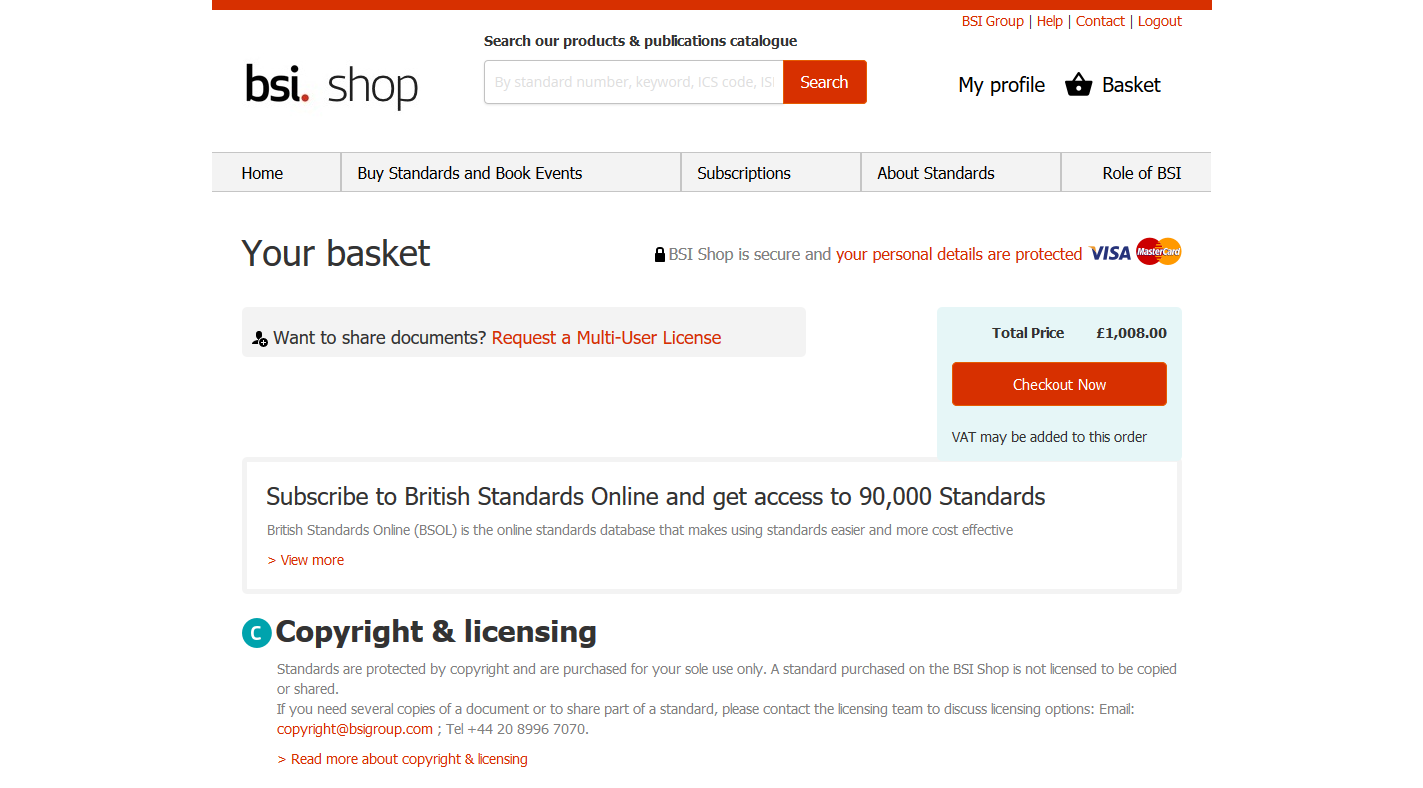 BSI Group | Help | Contact | Logout
Search our products & publications catalogue
bsi. shop
By standard number, keyword, ICS code, ISI
Search
My profile
Basket
Home
Buy Standards and Book Events
Subscriptions
About Standards
Role of BSI
Your basket
BSI Shop is secure and your personal details are protected
VISA
MasterCard
Want to share documents? Request a Multi-User License
Total Price £1,008.00
Checkout Now
VAT may be added to this order
Subscribe to British Standards Online and get access to 90,000 Standards
British Standards Online (BSOL) is the online standards database that makes using standards easier and more cost effective
> View more
C Copyright & licensing
Standards are protected by copyright and are purchased for your sole use only. A standard purchased on the BSI Shop is not licensed to be copied
or shared.
If you need several copies of a document or to share part of a standard, please contact the licensing team to discuss licensing options: Email:
copyright@bsigroup.com ; Tel +44 20 8996 7070.
> Read more about copyright & licensing